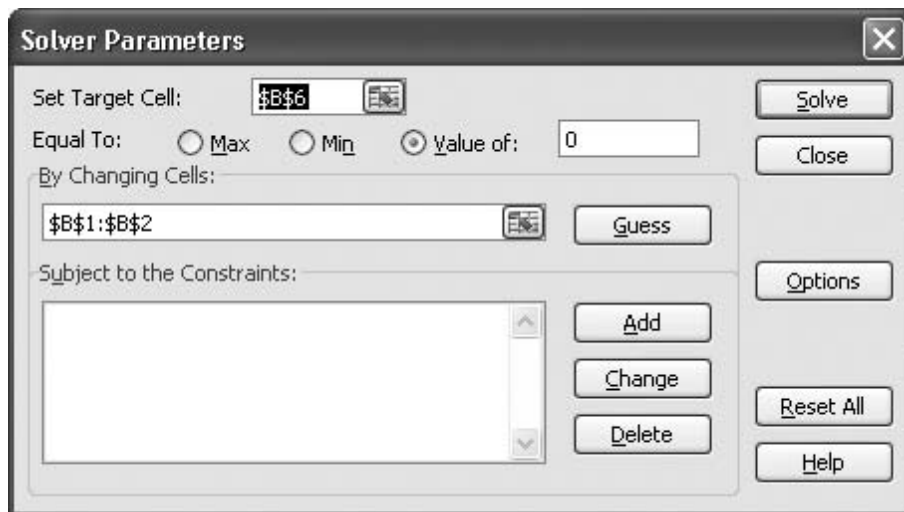 Solver Parameters
Set Target Cell: $B$6
Solve
Equal To: Max Min Value of: 0
Close
By Changing Cells:
$B$1:$B$2
Guess
Subject to the Constraints:
Options
Add
Change
Reset All
Delete
Help